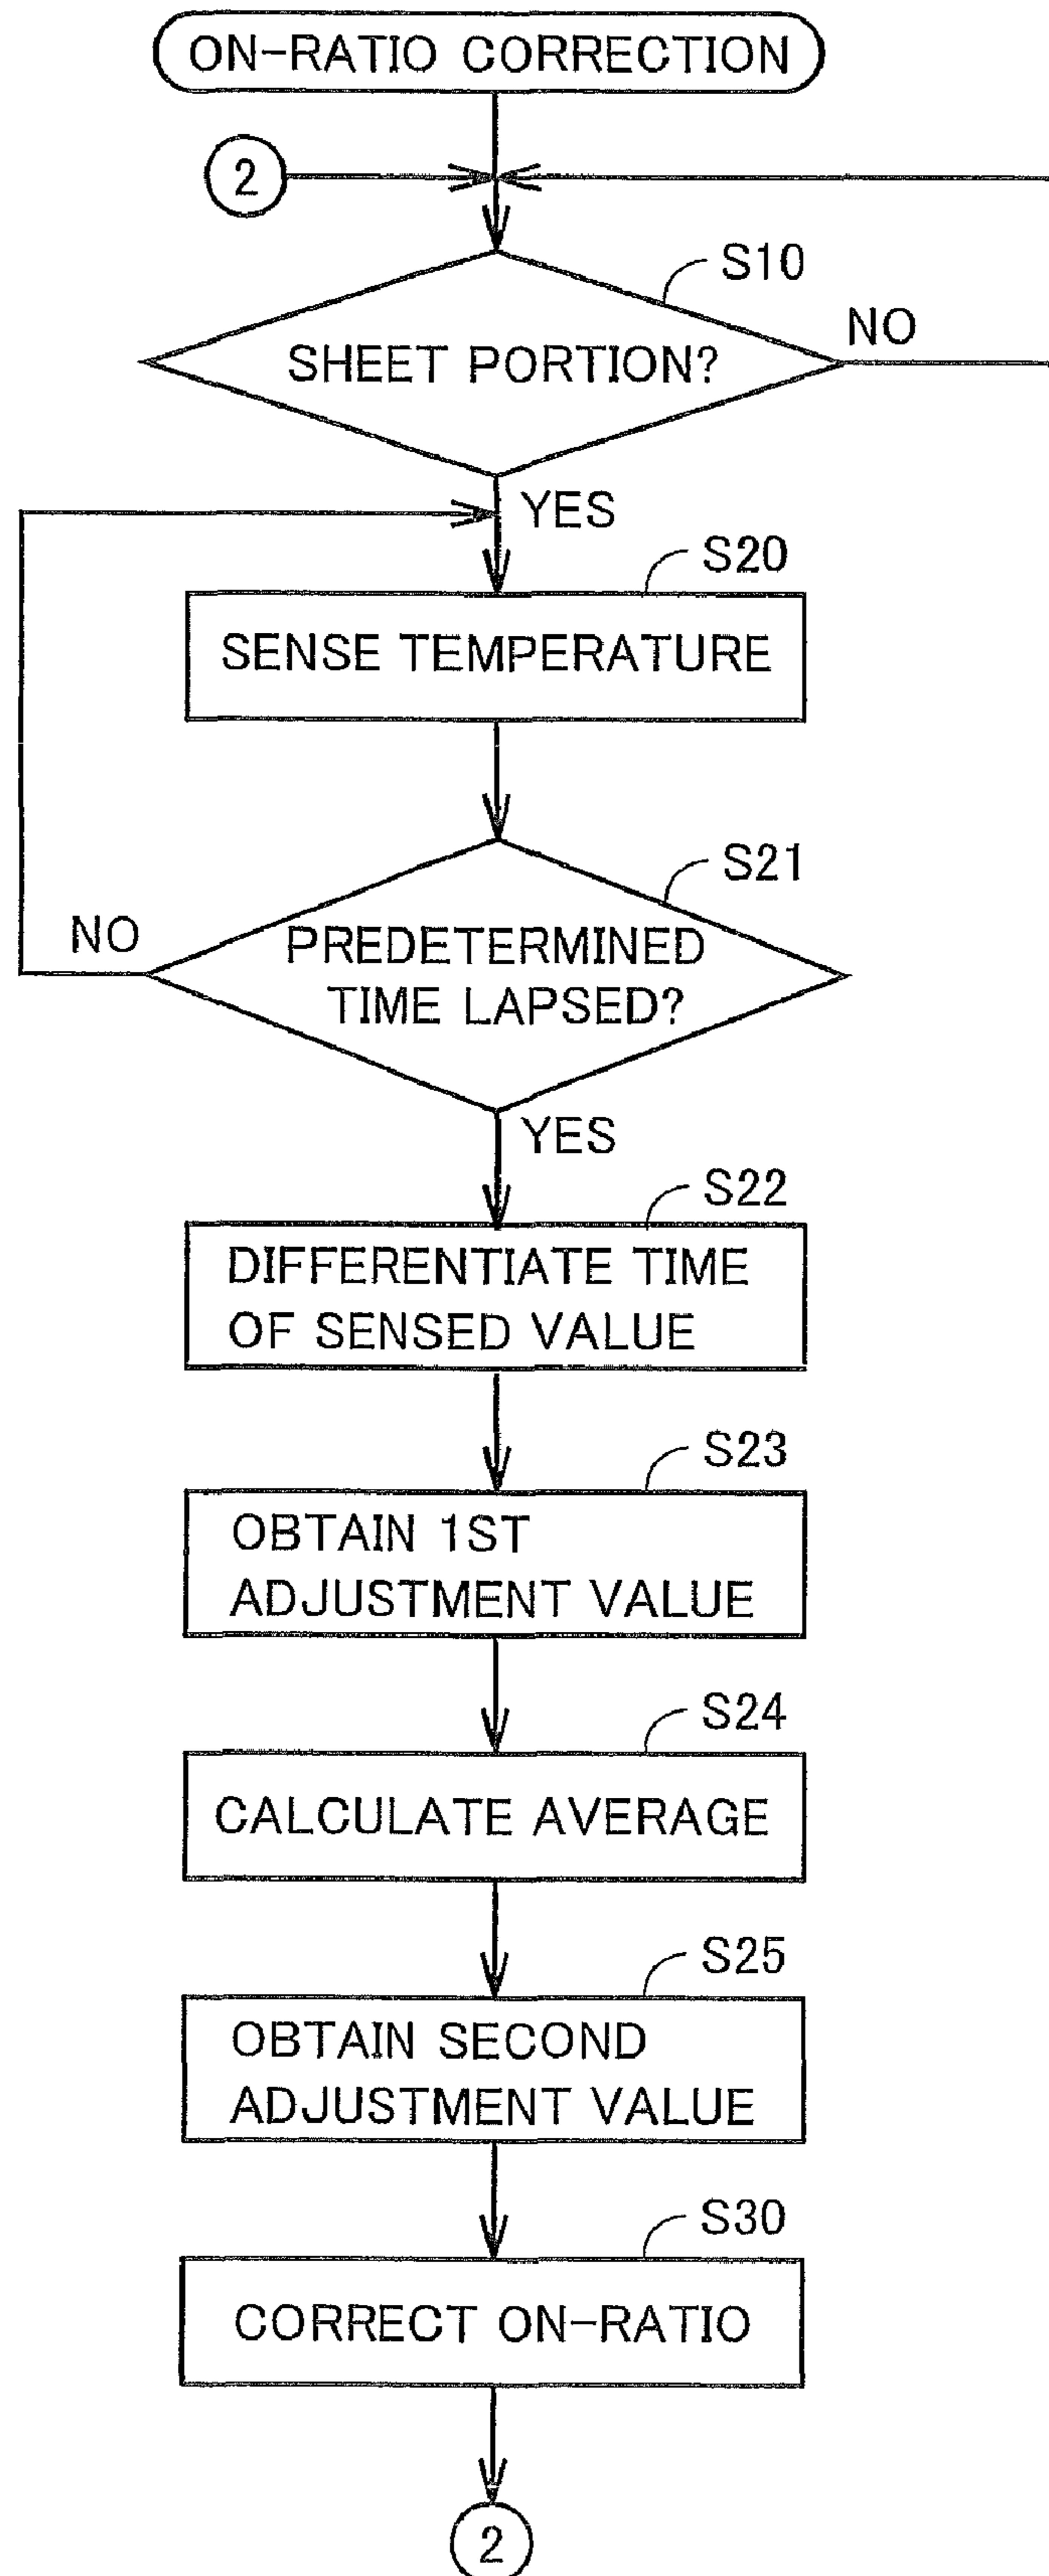 ON-RATIO CORRECTION
2
S10
NO
SHEET PORTION?
YES
S20
SENSE TEMPERATURE
S21
NO
PREDETERMINED
TIME LAPSED?
YES
S22
DIFFERENTIATE TIME
OF SENSED VALUE
S23
OBTAIN 1ST
ADJUSTMENT VALUE
S24
CALCULATE AVERAGE
S25
OBTAIN SECOND
ADJUSTMENT VALUE
S30
CORRECT ON-RATIO
2